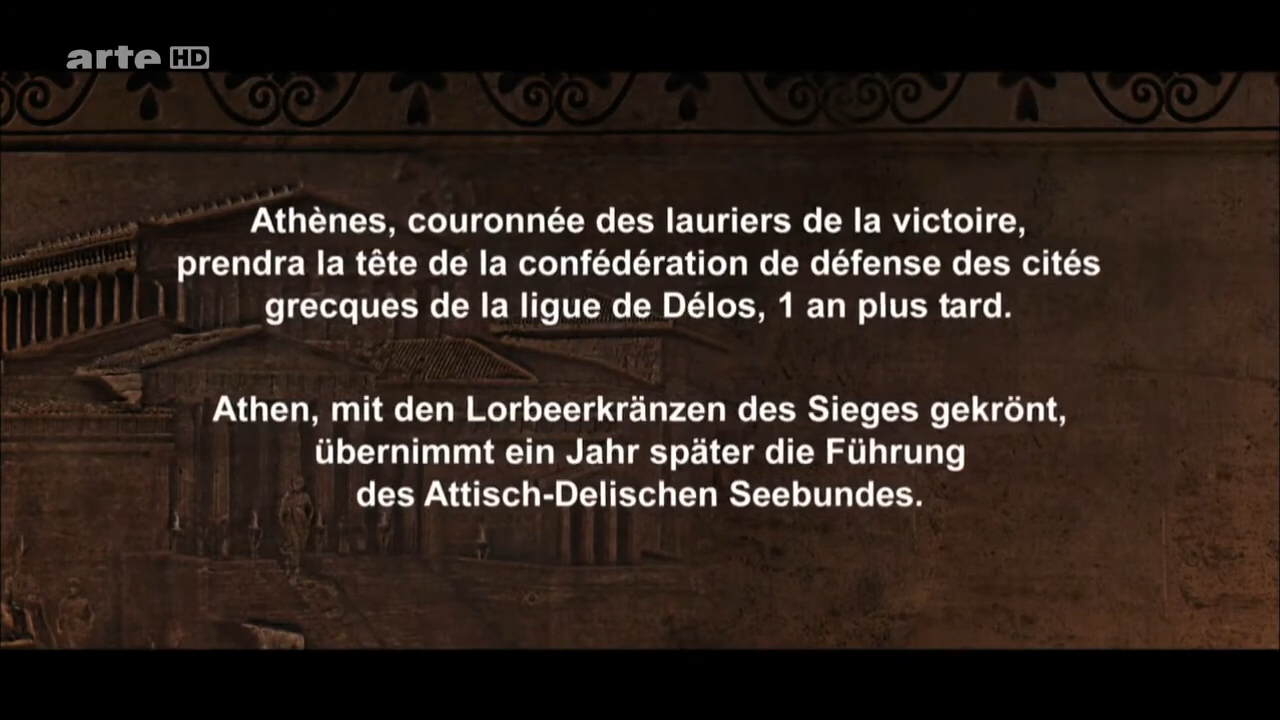 arte HD
Athènes, couronnée des lauriers de la victoire,
prendra la tête de la confédération de défense des cités
grecques de la ligue de Délos, 1 an plus tard.
Athen, mit den Lorbeerkränzen des Sieges gekrönt,
übernimmt ein Jahr später die Führung
des Attisch-Delischen Seebundes.